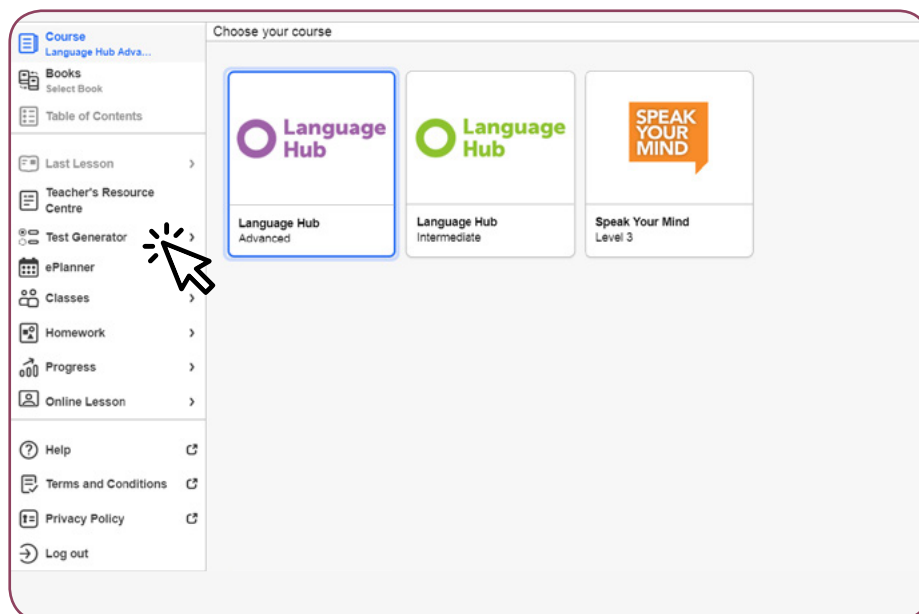 Course
Language Hub Adva...
Books
Select Book
Table of Contents
Last Lesson
Teacher's Resource
Centre
Test Generator
ePlanner
Classes
Homework
Progress
Online Lesson
Help
Terms and Conditions
Privacy Policy
Log out
Choose your course
Language
Hub
Language Hub
Advanced
Language
Hub
Language Hub
Intermediate
SPEAK
YOUR
MIND
Speak Your Mind
Level 3